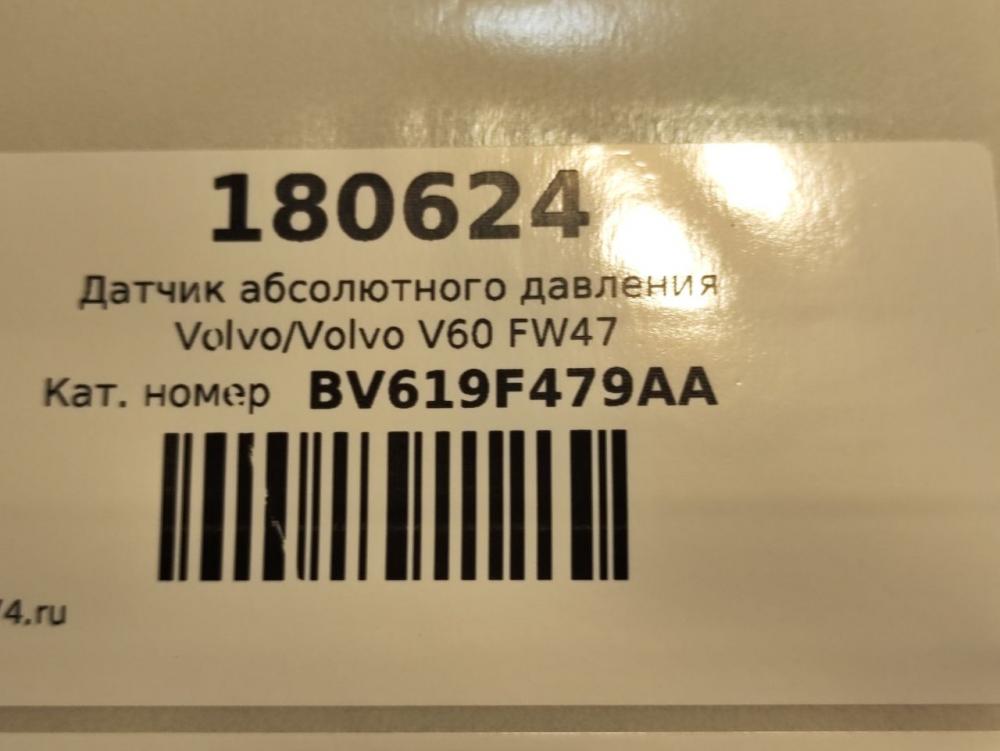 180624
Датчик абсолютного давления
Volvo/Volvo V60 FW47
Кат. номер BV619F479AA
4.ru